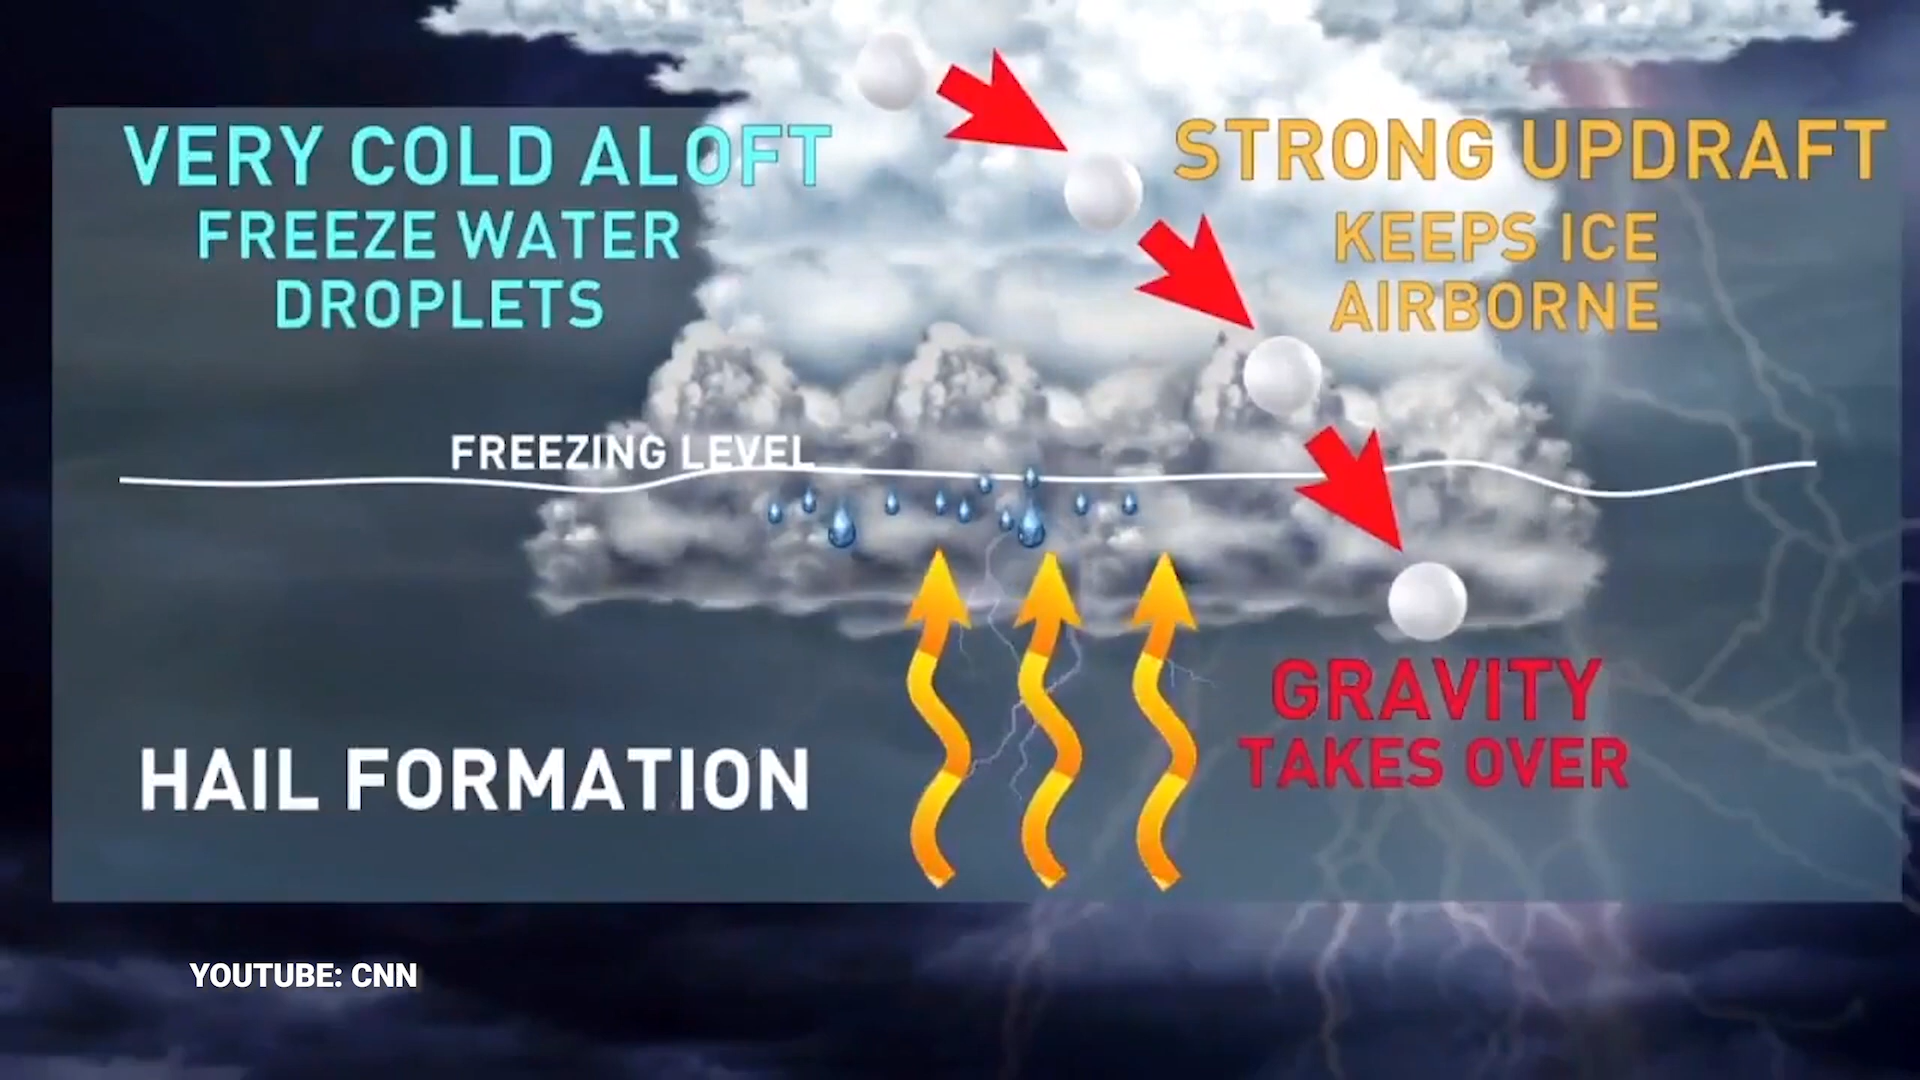 VERY COLD ALOFT
FREEZE WATER
DROPLETS
STRONG UPDRAFT
KEEPS ICE
AIRBORNE
FREEZING LEVEL
GRAVITY
TAKES OVER
HAIL FORMATION
YOUTUBE: CNN